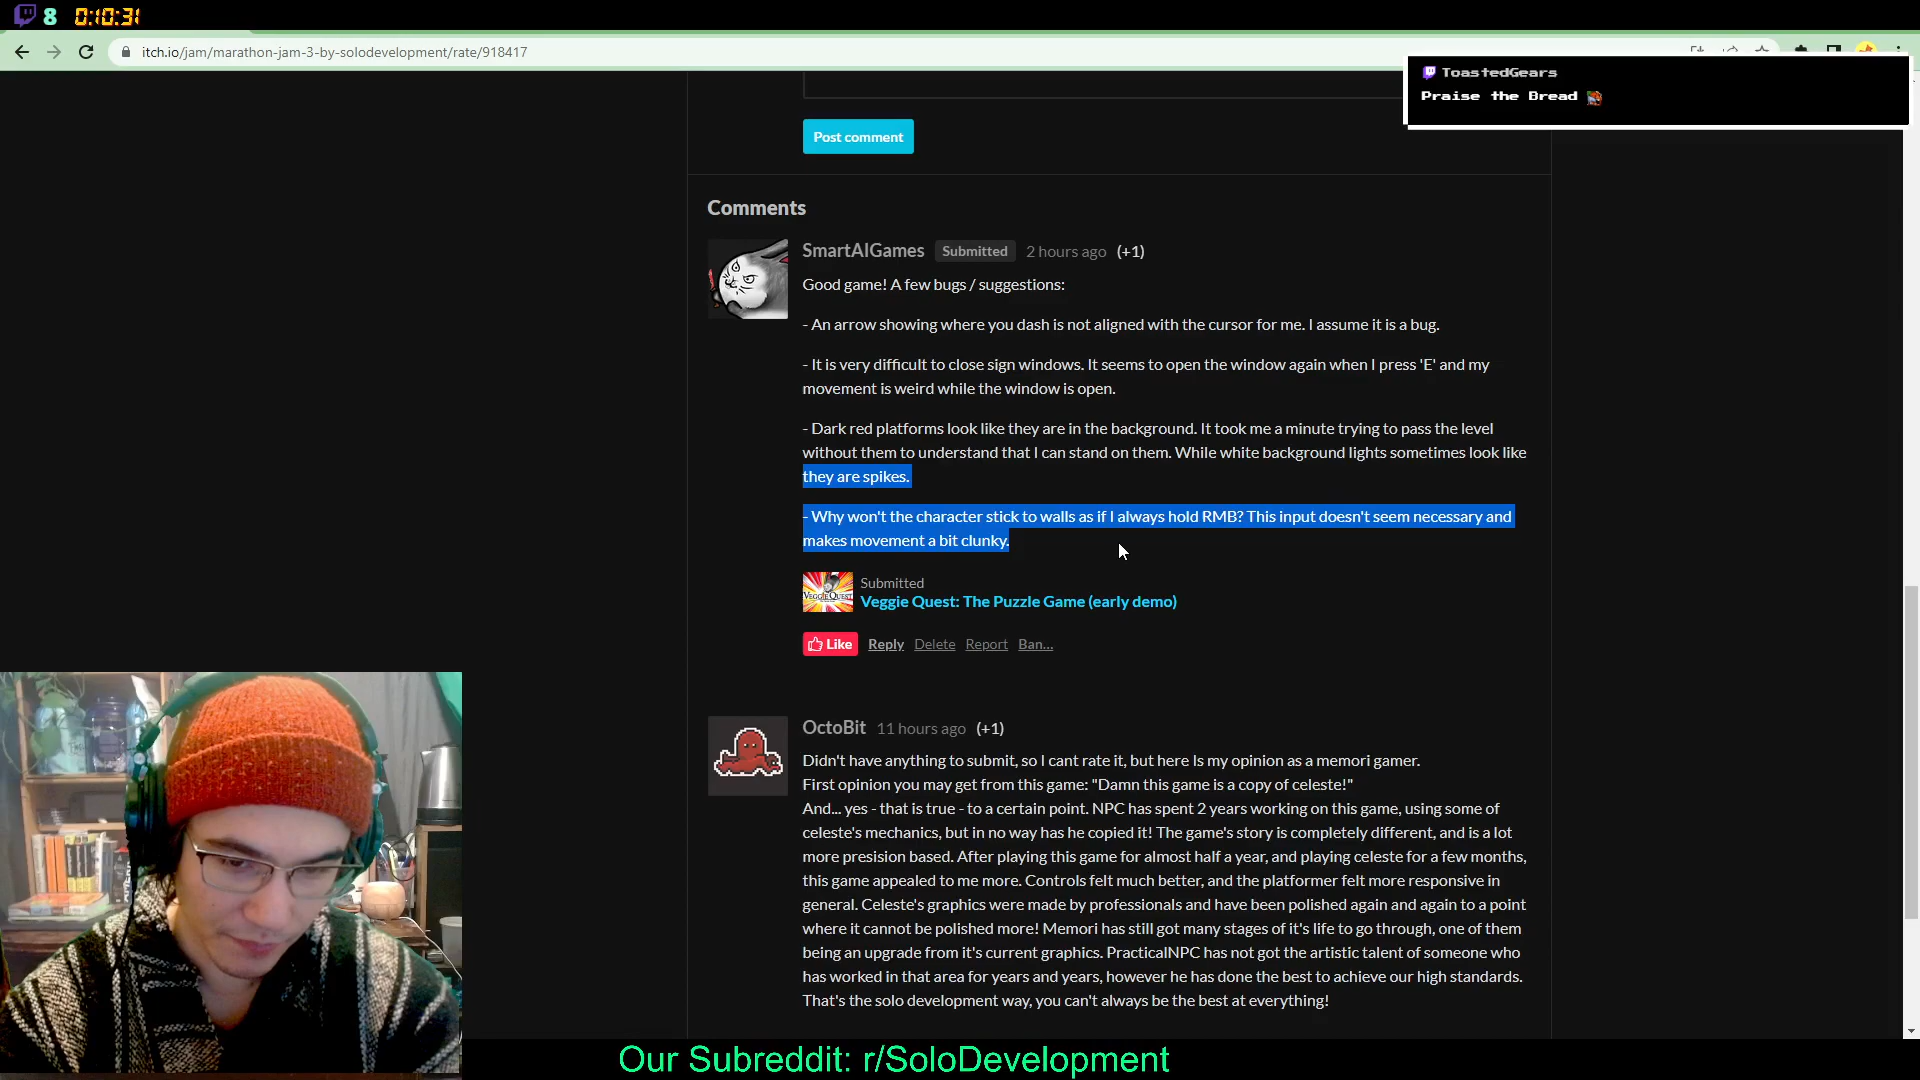 8 0:10:31
itch.io/jam/marathon-jam-3-by-solodevelopment/rate/918417
ToastedGears
Praise the Bread
Post comment
Comments
SmartAIGames Submitted 2 hours ago (+1)
Good game! A few bugs / suggestions:
- An arrow showing where you dash is not aligned with the cursor for me. I assume it is a bug.
- It is very difficult to close sign windows. It seems to open the window again when I press 'E' and my
movement is weird while the window is open.
- Dark red platforms look like they are in the background. It took me a minute trying to pass the level
without them to understand that I can stand on them. While white background lights sometimes look like
they are spikes.
- Why won't the character stick to walls as if I always hold RMB? This input doesn't seem necessary and
makes movement a bit clunky.
VEGGIE QUEST
Submitted
Veggie Quest: The Puzzle Game (early demo)
Like Reply Delete Report Ban...
OctoBit 11 hours ago (+1)
Didn't have anything to submit, so I cant rate it, but here Is my opinion as a memori gamer.
First opinion you may get from this game: "Damn this game is a copy of celeste!"
And... yes - that is true - to a certain point. NPC has spent 2 years working on this game, using some of
celeste's mechanics, but in no way has he copied it! The game's story is completely different, and is a lot
more presision based. After playing this game for almost half a year, and playing celeste for a few months,
this game appealed to me more. Controls felt much better, and the platformer felt more responsive in
general. Celeste's graphics were made by professionals and have been polished again and again to a point
where it cannot be polished more! Memori has still got many stages of it's life to go through, one of them
being an upgrade from it's current graphics. PracticalNPC has not got the artistic talent of someone who
has worked in that area for years and years, however he has done the best to achieve our high standards.
That's the solo development way, you can't always be the best at everything!
Our Subreddit: r/SoloDevelopment